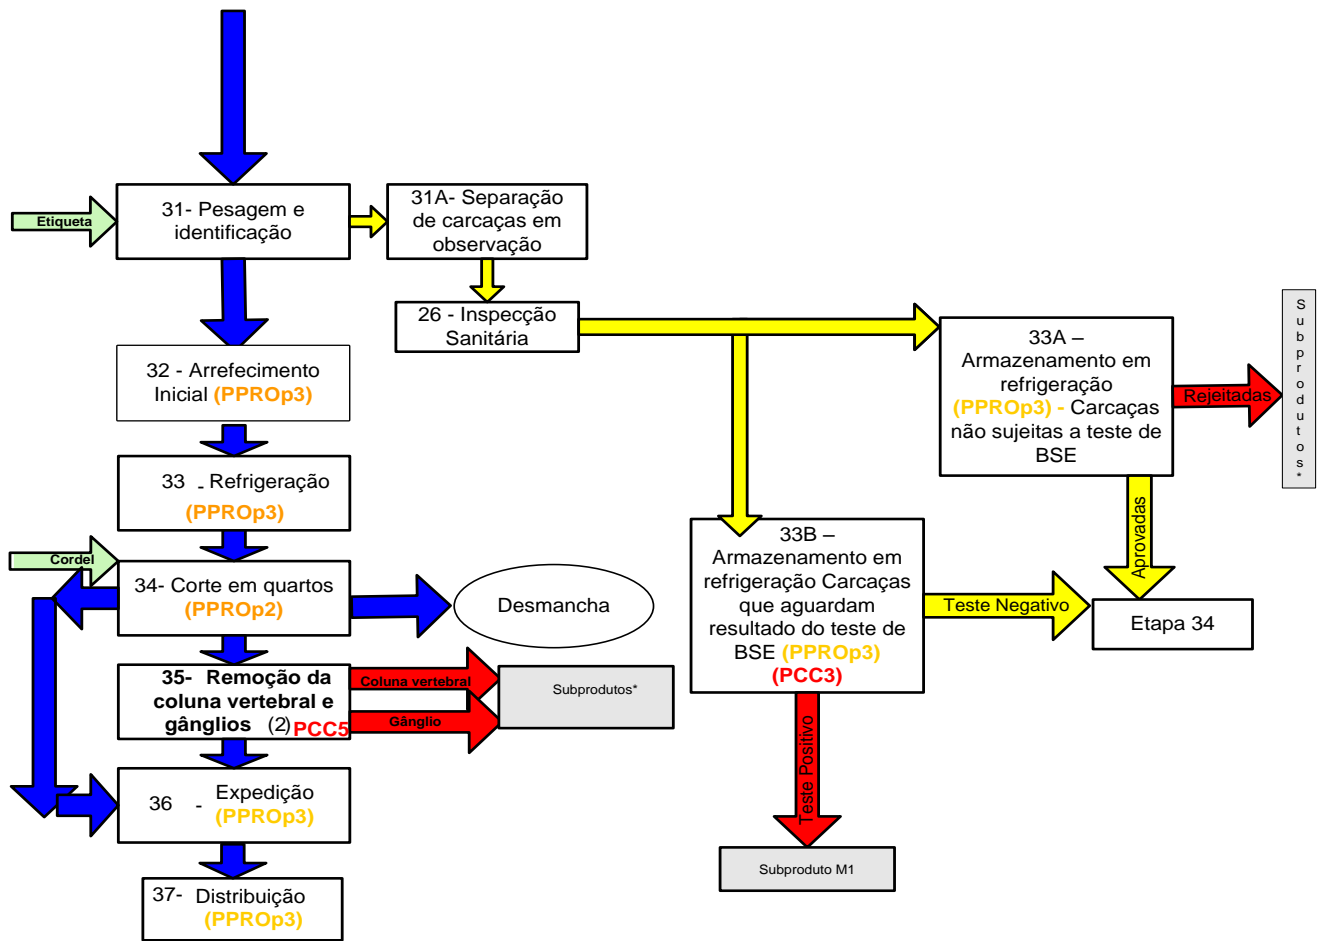 Etiqueta
31- Pesagem e
identificação
31A- Separação
de carcaças em
observação
26 - Inspecção
Sanitária
32 - Arrefecimento
Inicial (PPROp3)
33 - Refrigeração
(PPROp3)
Cordel
34- Corte em quartos
(PPROp2)
Desmancha
35- Remoção da
coluna vertebral e
gânglios (2) PCC5
Coluna vertebral
Gânglio
Subprodutos*
36 - Expedição
(PPROp3)
37- Distribuição
(PPROp3)
33A –
Armazenamento em
refrigeração
(PPROp3) - Carcaças
não sujeitas a teste de
BSE
Rejeitadas
Subprodutos*
Aprovadas
33B –
Armazenamento em
refrigeração Carcaças
que aguardam
resultado do teste de
BSE (PPROp3)
(PCC3)
Teste Negativo
Etapa 34
Teste Positivo
Subproduto M1